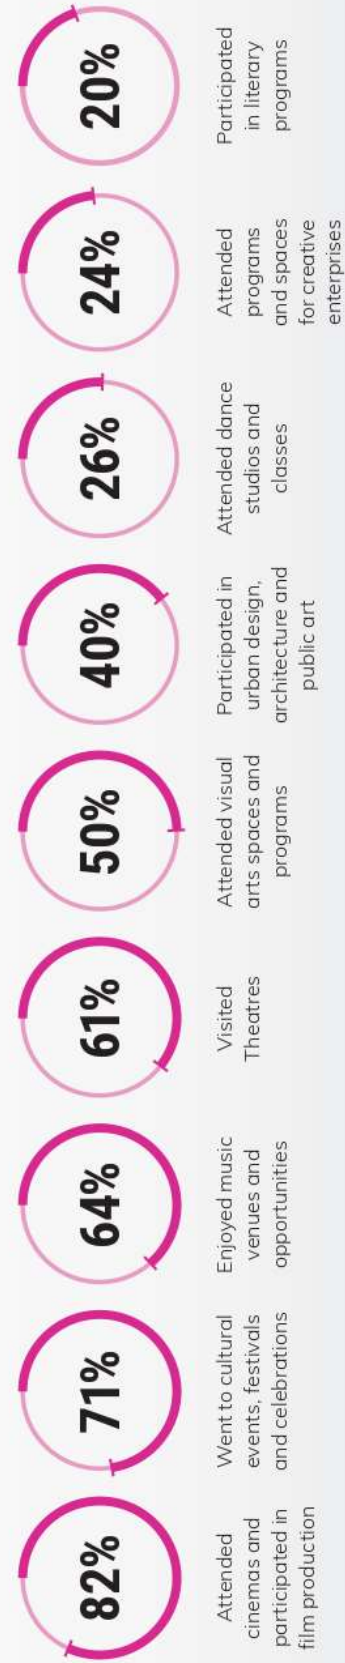 82%
Attended
cinemas and
participated in
film production
71%
Went to cultural
events, festivals
and celebrations
64%
Enjoyed music
venues and
opportunities
61%
Visited
Theatres
50%
Attended visual
arts spaces and
programs
40%
Participated in
urban design,
architecture and
public art
26%
Attended dance
studios and
classes
24%
Attended
programs
and spaces
for creative
enterprises
20%
Participated
in literary
programs